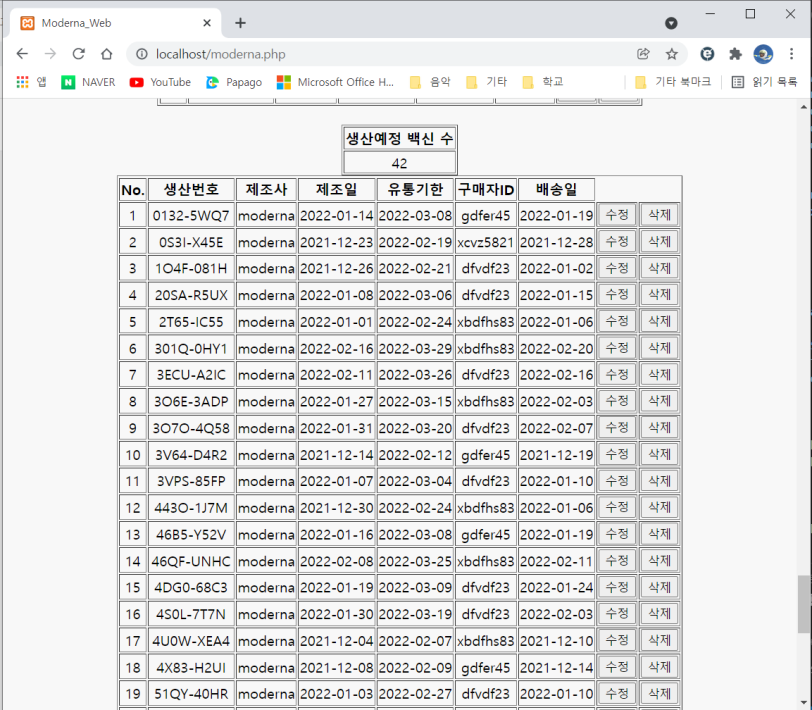 Moderna_Web
localhost/moderna.php
앱 NAVER YouTube Papago Microsoft Office H... 음악 기타 학교 기타 북마크 읽기 목록
생산예정 백신 수
42
No. 생산번호 제조사 제조일 유통기한 구매자ID 배송일
1 0132-5WQ7 moderna 2022-01-14 2022-03-08 gdfer45 2022-01-19 수정 삭제
2 0S3I-X45E moderna 2021-12-23 2022-02-19 xcvz5821 2021-12-28 수정 삭제
3 1O4F-081H moderna 2021-12-26 2022-02-21 dfvdf23 2022-01-02 수정 삭제
4 20SA-R5UX moderna 2022-01-08 2022-03-06 dfvdf23 2022-01-15 수정 삭제
5 2T65-IC55 moderna 2022-01-01 2022-02-24 xbdfhs83 2022-01-06 수정 삭제
6 301Q-0HY1 moderna 2022-02-16 2022-03-29 xbdfhs83 2022-02-20 수정 삭제
7 3ECU-A2IC moderna 2022-02-11 2022-03-26 dfvdf23 2022-02-16 수정 삭제
8 3O6E-3ADP moderna 2022-01-27 2022-03-15 xbdfhs83 2022-02-03 수정 삭제
9 3O7O-4Q58 moderna 2022-01-31 2022-03-20 dfvdf23 2022-02-07 수정 삭제
10 3V64-D4R2 moderna 2021-12-14 2022-02-12 gdfer45 2021-12-19 수정 삭제
11 3VPS-85FP moderna 2022-01-07 2022-03-04 dfvdf23 2022-01-10 수정 삭제
12 443O-1J7M moderna 2021-12-30 2022-02-24 xbdfhs83 2022-01-06 수정 삭제
13 46B5-Y52V moderna 2022-01-16 2022-03-08 gdfer45 2022-01-19 수정 삭제
14 46QF-UNHC moderna 2022-02-08 2022-03-25 xbdfhs83 2022-02-11 수정 삭제
15 4DG0-68C3 moderna 2022-01-19 2022-03-09 dfvdf23 2022-01-24 수정 삭제
16 4S0L-7T7N moderna 2022-01-30 2022-03-19 dfvdf23 2022-02-03 수정 삭제
17 4U0W-XEA4 moderna 2021-12-04 2022-02-07 xbdfhs83 2021-12-10 수정 삭제
18 4X83-H2UI moderna 2021-12-08 2022-02-09 gdfer45 2021-12-14 수정 삭제
19 51QY-40HR moderna 2022-01-03 2022-02-27 dfvdf23 2022-01-10 수정 삭제